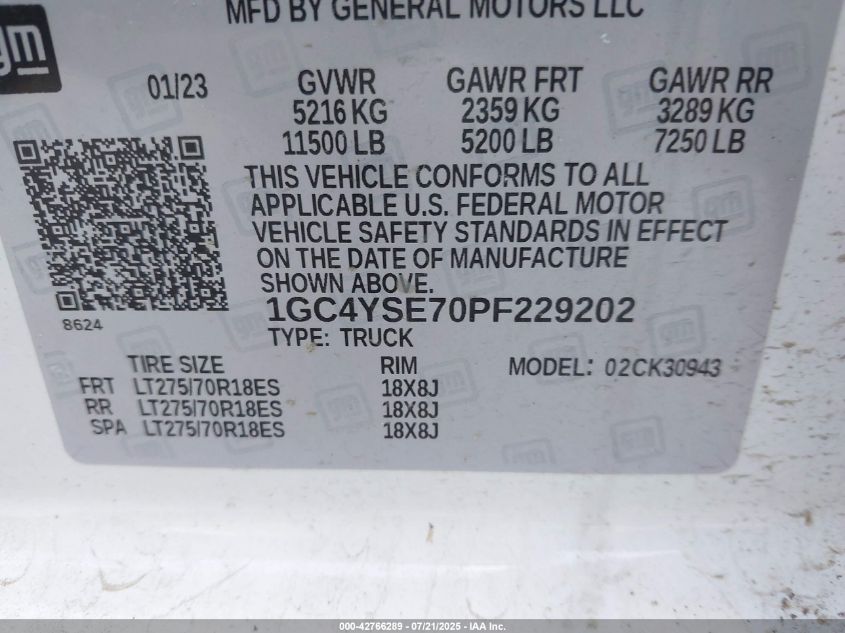 MFD BY GENERAL MOTORS LLC
gm
01/23 GVWR GAWR FRT GAWR RR
5216 KG 2359 KG 3289 KG
11500 LB 5200 LB 7250 LB
THIS VEHICLE CONFORMS TO ALL
APPLICABLE U.S. FEDERAL MOTOR
VEHICLE SAFETY STANDARDS IN EFFECT
ON THE DATE OF MANUFACTURE
SHOWN ABOVE.
1GC4YSE70PF229202
8624
TYPE: TRUCK
TIRE SIZE RIM MODEL: 02CK30943
FRT LT275/70R18ES 18X8J
RR LT275/70R18ES 18X8J
SPA LT275/70R18ES 18X8J
000-42766289 - 07/21/2025 - IAA Inc.